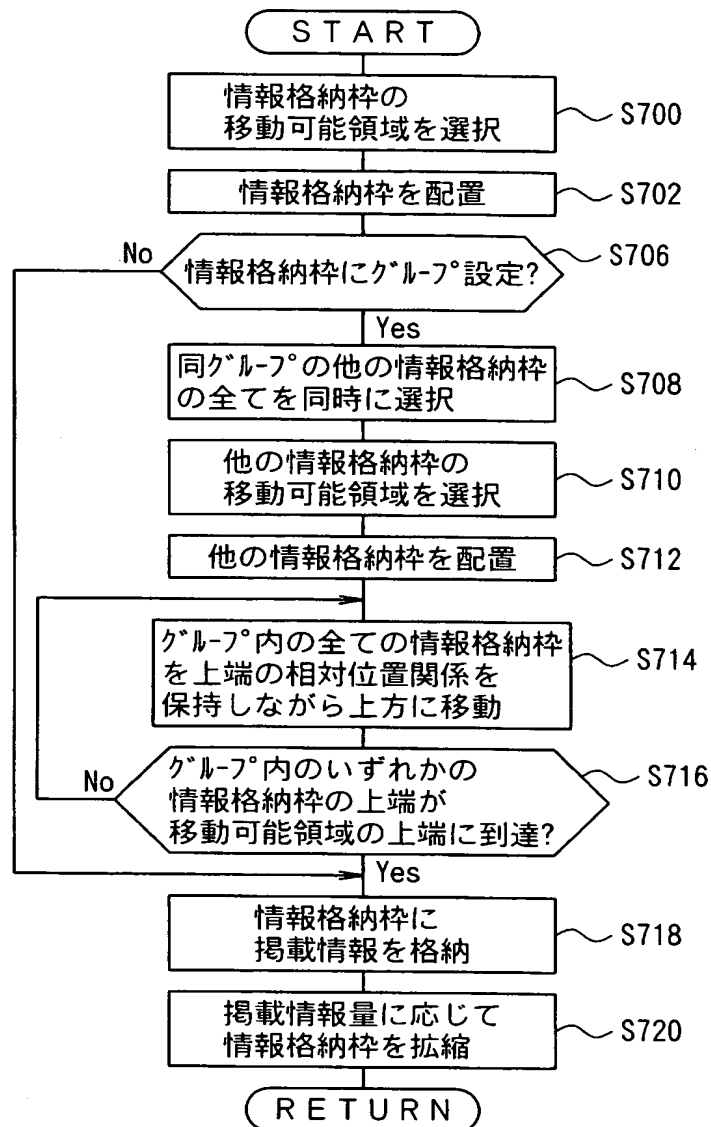 START
情報格納枠の
移動可能領域を選択
S700
情報格納枠を配置
S702
情報格納枠にｸﾞﾙｰﾌﾟ設定?
S706
No
Yes
同ｸﾞﾙｰﾌﾟの他の情報格納枠
の全てを同時に選択
S708
他の情報格納枠の
移動可能領域を選択
S710
他の情報格納枠を配置
S712
ｸﾞﾙｰﾌﾟ内の全ての情報格納枠
を上端の相対位置関係を
保持しながら上方に移動
S714
ｸﾞﾙｰﾌﾟ内のいずれかの
情報格納枠の上端が
移動可能領域の上端に到達?
S716
No
Yes
情報格納枠に
掲載情報を格納
S718
掲載情報量に応じて
情報格納枠を拡縮
S720
RETURN